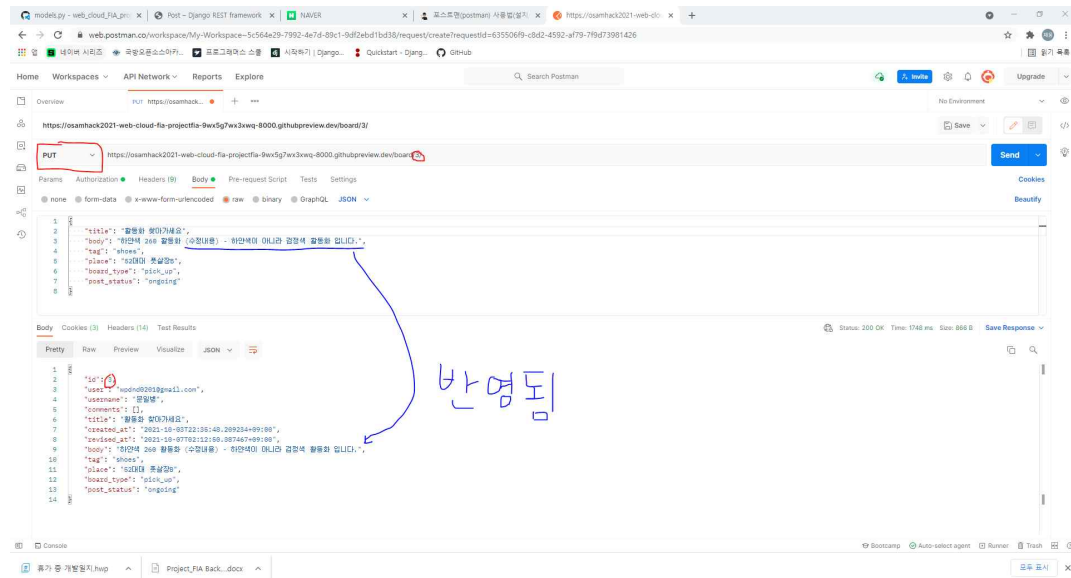 models.py - web_cloud_FIA_pro
Post – Django REST framework
NAVER
포스트맨(postman) 사용법(설치
https://osamhack2021-web-clo
web.postman.co/workspace/My-Workspace~5c564e29-7992-4e7d-89c1-9df2ebd1bd38/request/create?requestId=635506f9-c8d2-4592-af79-7f9d73981426
앱 네이버 시리즈 국방오픈소스아카... 프로그래머스 스쿨 시작하기 | Django... Quickstart - Djang... GitHub 읽기 목록
Home Workspaces API Network Reports Explore Search Postman Invite Upgrade
Overview PUT https://osamhack... + ••• No Environment
https://osamhack2021-web-cloud-fia-projectfia-9wx5g7wx3xwq-8000.githubpreview.dev/board/3/ Save
PUT https://osamhack2021-web-cloud-fia-projectfia-9wx5g7wx3xwq-8000.githubpreview.dev/board/3/ Send
Params Authorization Headers (9) Body Pre-request Script Tests Settings Cookies
none form-data x-www-form-urlencoded raw binary GraphQL JSON Beautify
1 {
2 "title": "활동화 찾아가세요",
3 "body": "하얀색 260 활동화 (수정내용) - 하얀색이 아니라 검정색 활동화 입니다.",
4 "tag": "shoes",
5 "place": "52대대 풋살장B",
6 "board_type": "pick_up",
7 "post_status": "ongoing"
8 }
Body Cookies (3) Headers (14) Test Results Status: 200 OK Time: 1748 ms Size: 866 B Save Response
Pretty Raw Preview Visualize JSON
1 {
2 "id": 3,
3 "user": "wpdnd0201@gmail.com",
4 "username": "문일병",
5 "comments": [],
6 "title": "활동화 찾아가세요",
7 "created_at": "2021-10-03T22:35:48.209234+09:00",
8 "revised_at": "2021-10-07T02:12:50.387467+09:00",
9 "body": "하얀색 260 활동화 (수정내용) - 하얀색이 아니라 검정색 활동화 입니다.",
10 "tag": "shoes",
11 "place": "52대대 풋살장B",
12 "board_type": "pick_up",
13 "post_status": "ongoing"
14 }
반영됨
Console Bootcamp Auto-select agent Runner Trash
휴가 중 개발일지.hwp Project_FIA Back....docx 모두 표시